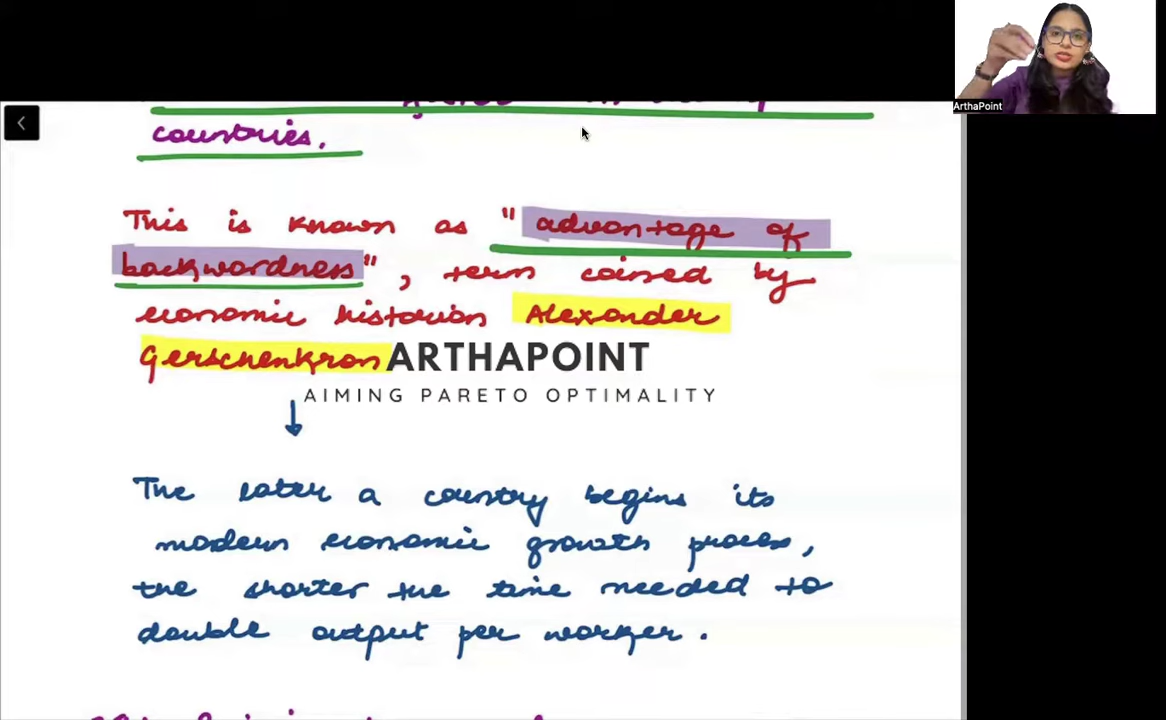 countries.
This is known as "advantage of
backwardness", term coined by
economic historian Alexander
Gerschenkron
ARTHAPOINT
AIMING PARETO OPTIMALITY
The later a country begins its
modern economic growth process,
the shorter the time needed to
double output per worker.
ArthaPoint